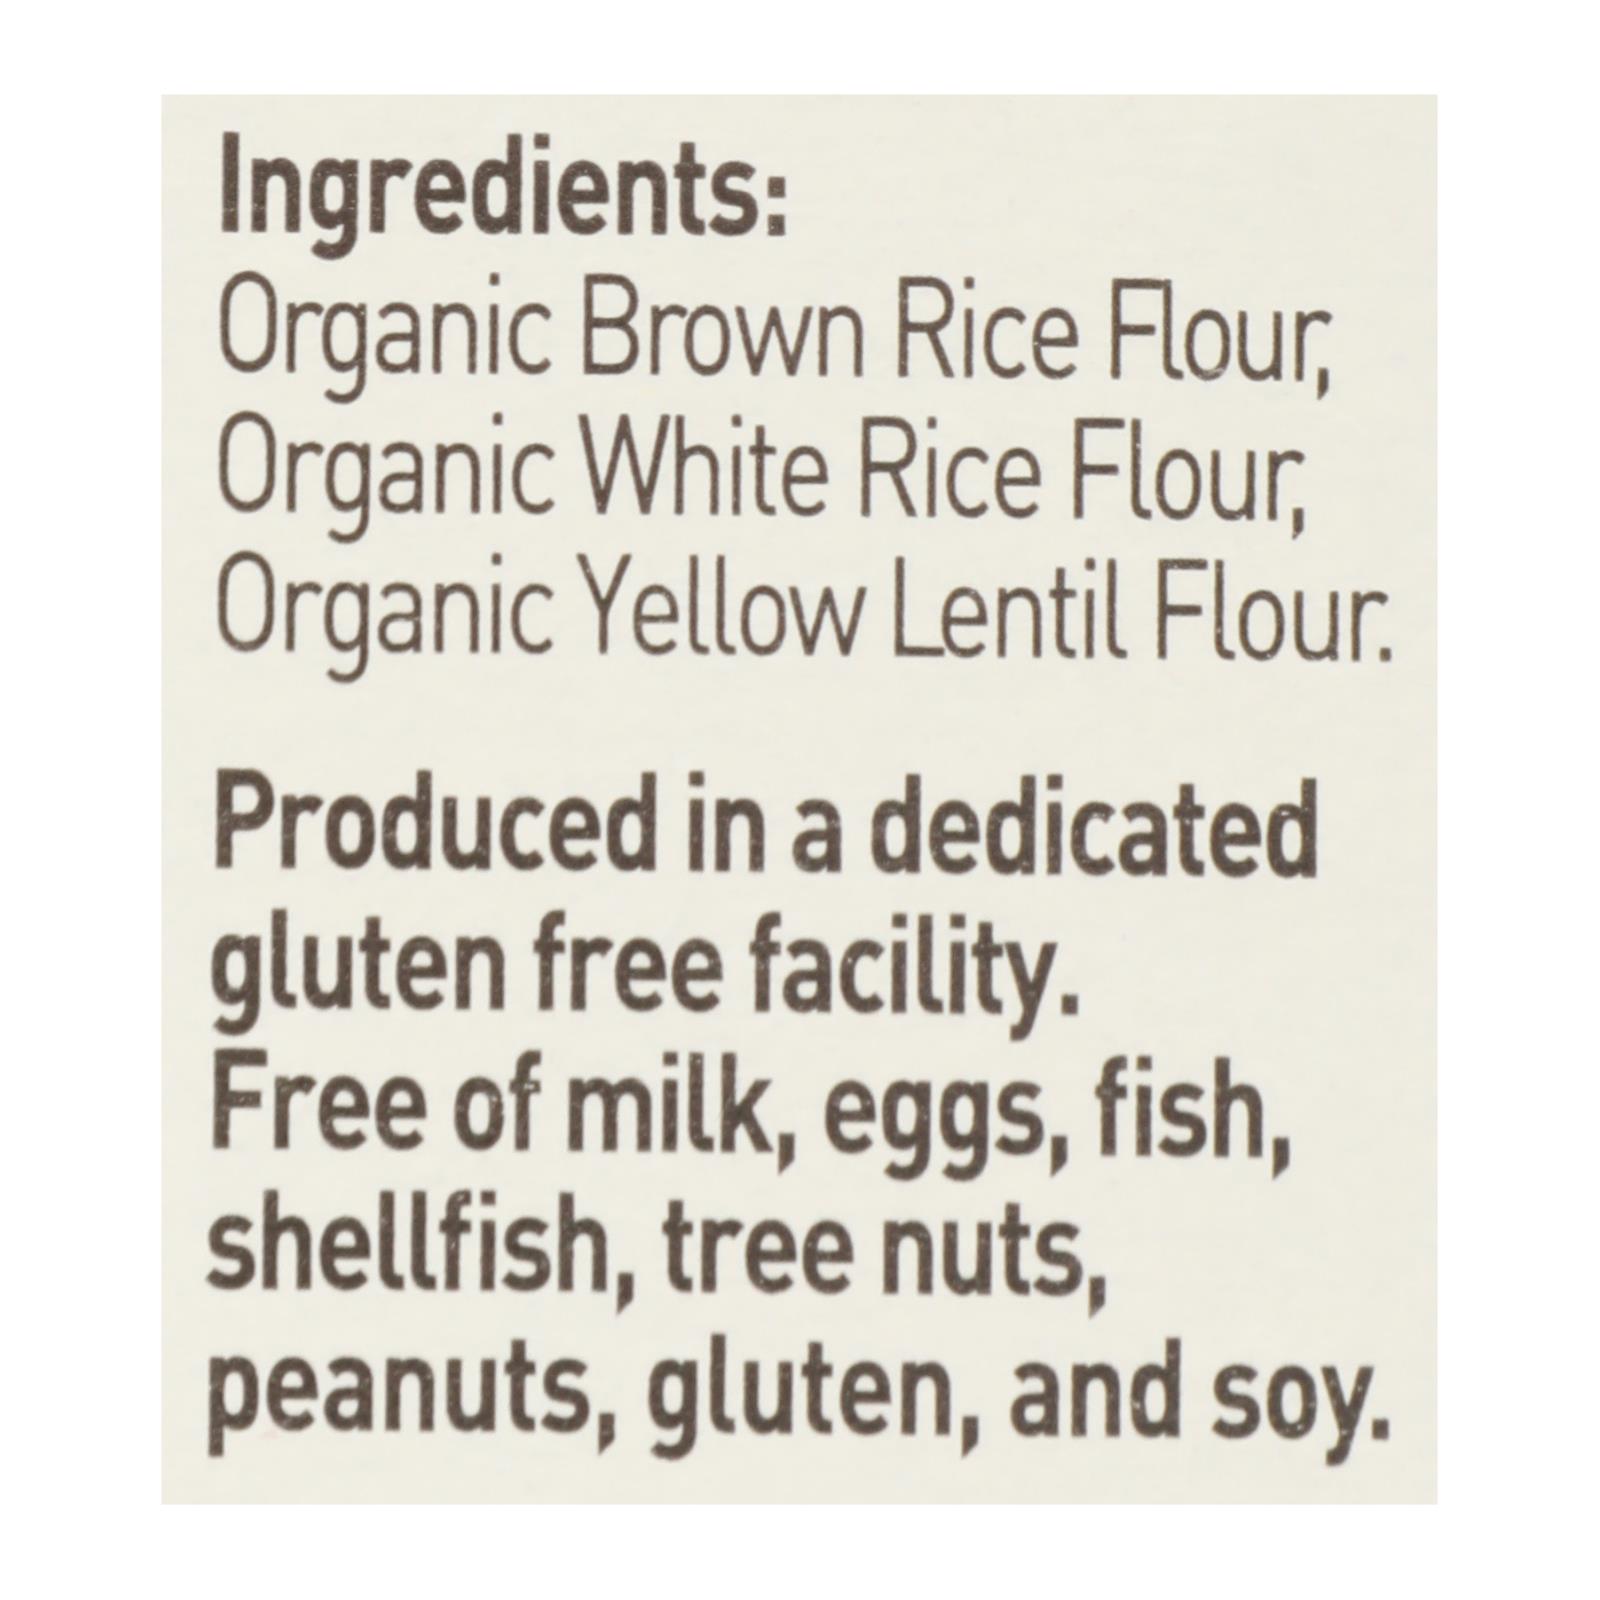 Ingredients:
Organic Brown Rice Flour,
Organic White Rice Flour,
Organic Yellow Lentil Flour.
Produced in a dedicated
gluten free facility.
Free of milk, eggs, fish,
shellfish, tree nuts,
peanuts, gluten, and soy.